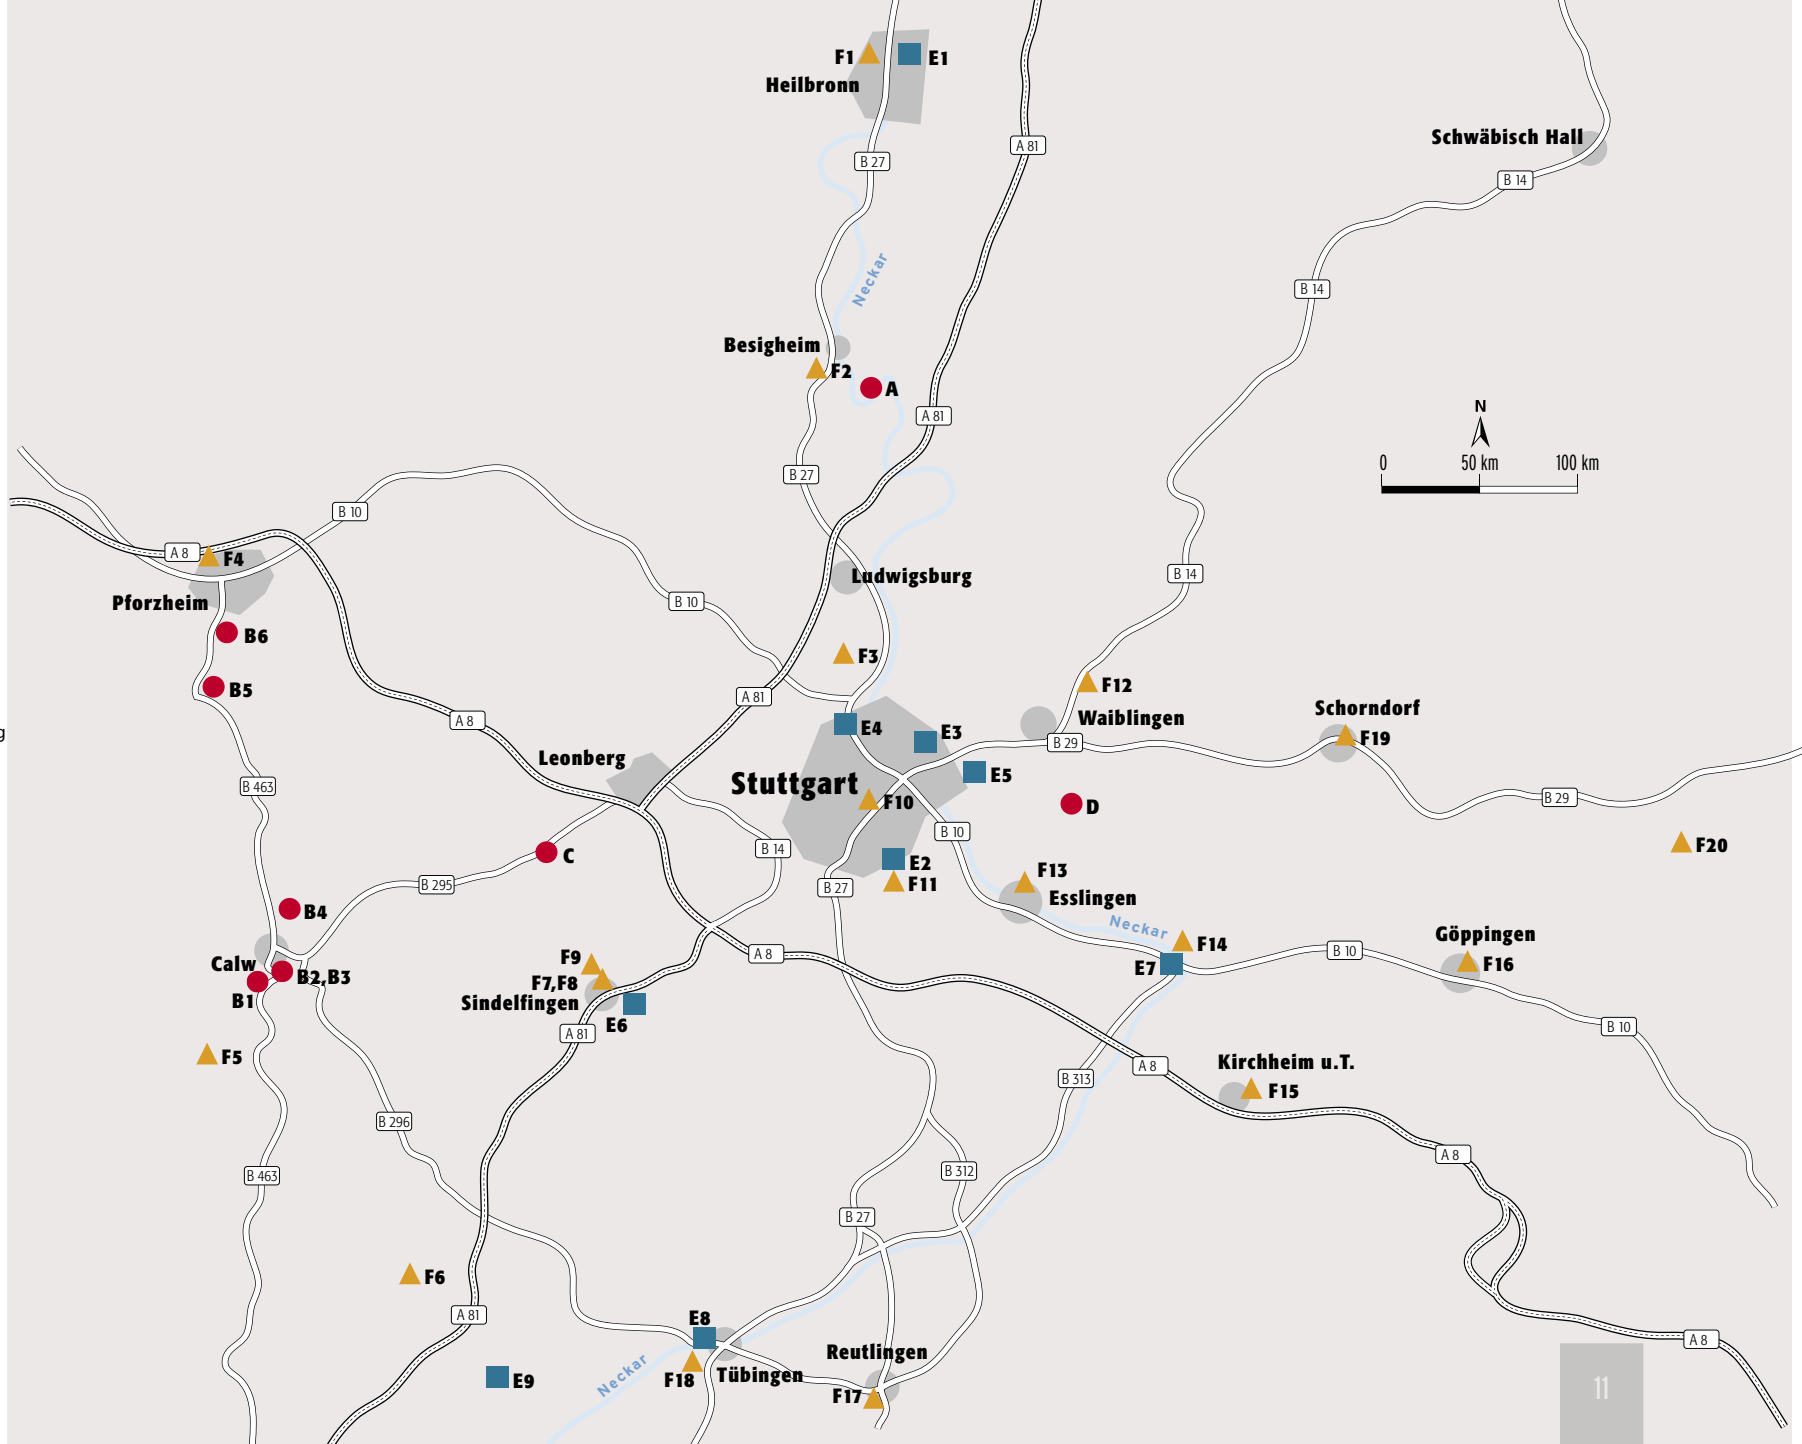 F1
E1
Heilbronn
A 81
Schwäbisch Hall
B 27
B 14
Neckar
B 14
Besigheim
F2
A
A 81
N
0
50 km
100 km
B 27
B 10
A 8
F4
B 14
Ludwigsburg
Pforzheim
B 10
B6
F3
B5
A 81
F12
Schorndorf
A 8
E4
E3
Waiblingen
B 29
F19
g
Leonberg
Stuttgart
E5
B 463
F10
D
B 29
B 10
C
B 14
F20
E2
F13
B 295
B 27
F11
Esslingen
B4
Neckar
Göppingen
Calw
F9
A 8
F14
B 10
F16
B2,B3
F7,F8
E7
B1
Sindelfingen
E6
A 81
B 10
F5
Kirchheim u.T.
A 8
B 313
F15
B 296
A 8
B 463
B 312
B 27
F6
A 81
E8
A 8
Reutlingen
Neckar
Tübingen
E9
F18
F17
11